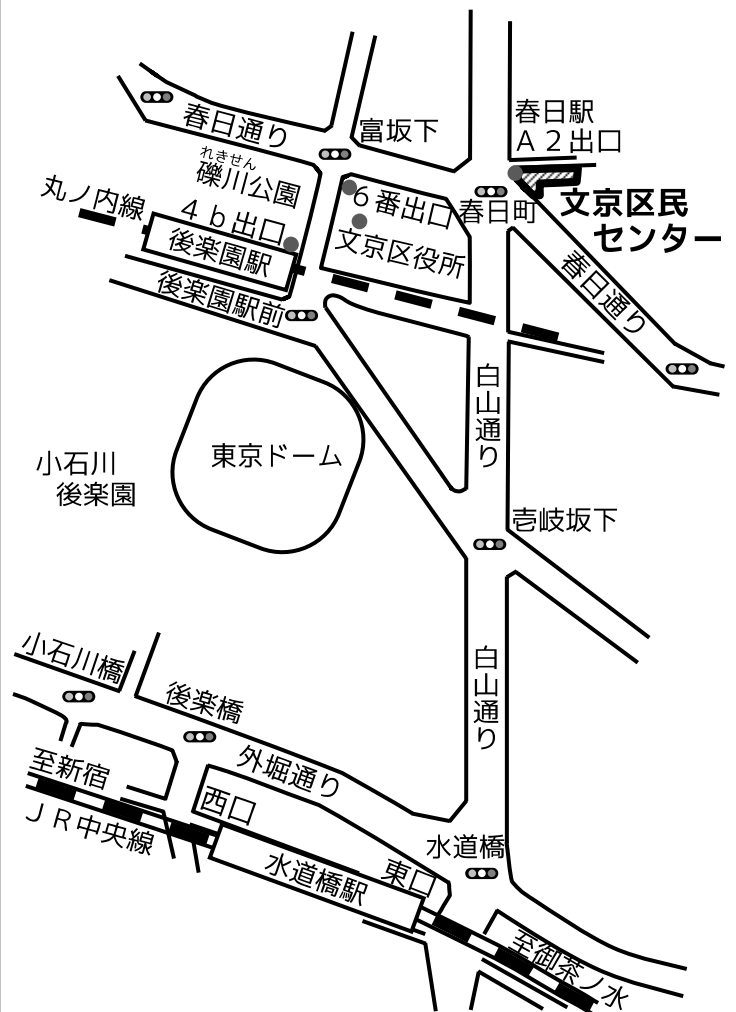 春日駅
Ａ２出口
春日通り
富坂下
れきせん
礫川公園
丸ノ内線
４ｂ出口
６番出口
春日町
文京区民
センター
後楽園駅
文京区役所
春日通り
後楽園駅前
白山通り
東京ドーム
小石川
後楽園
壱岐坂下
小石川橋
白山通り
後楽橋
外堀通り
至新宿
ＪＲ中央線
西口
水道橋
水道橋駅
東口
至御茶ノ水